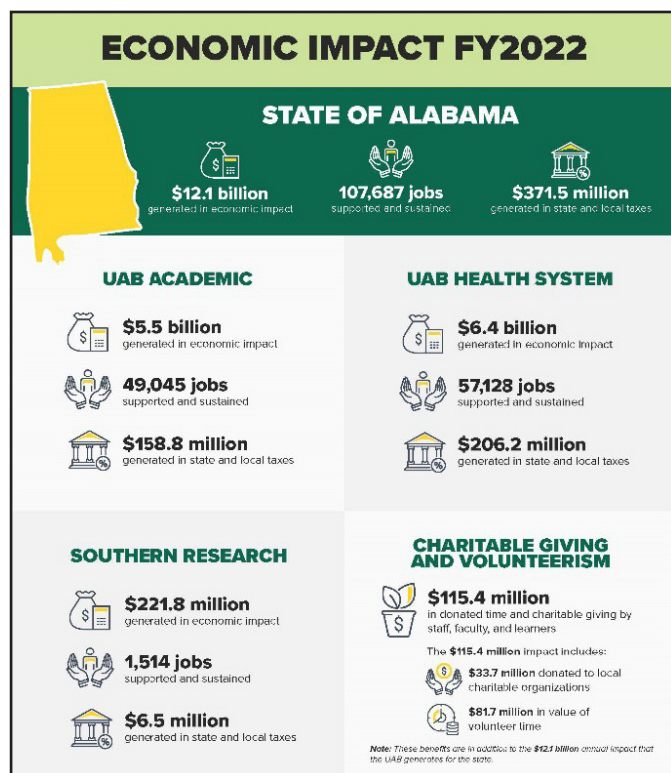 ECONOMIC IMPACT FY2022
STATE OF ALABAMA
$
%
$12.1 billion
generated in economic impact
107,687 jobs
supported and sustained
$371.5 million
generated in state and local taxes
UAB ACADEMIC
$
$5.5 billion
generated in economic impact
49,045 jobs
supported and sustained
%
$158.8 million
generated in state and local taxes
UAB HEALTH SYSTEM
$
$6.4 billion
generated in economic impact
57,128 jobs
supported and sustained
%
$206.2 million
generated in state and local taxes
SOUTHERN RESEARCH
$
$221.8 million
generated in economic impact
1,514 jobs
supported and sustained
%
$6.5 million
generated in state and local taxes
CHARITABLE GIVING
AND VOLUNTEERISM
$
$115.4 million
in donated time and charitable giving by
staff, faculty, and learners
The $115.4 million impact includes:
$
$33.7 million donated to local
charitable organizations
$81.7 million in value of
volunteer time
Note: These benefits are in addition to the $12.1 billion annual impact that
the UAB generates for the state.